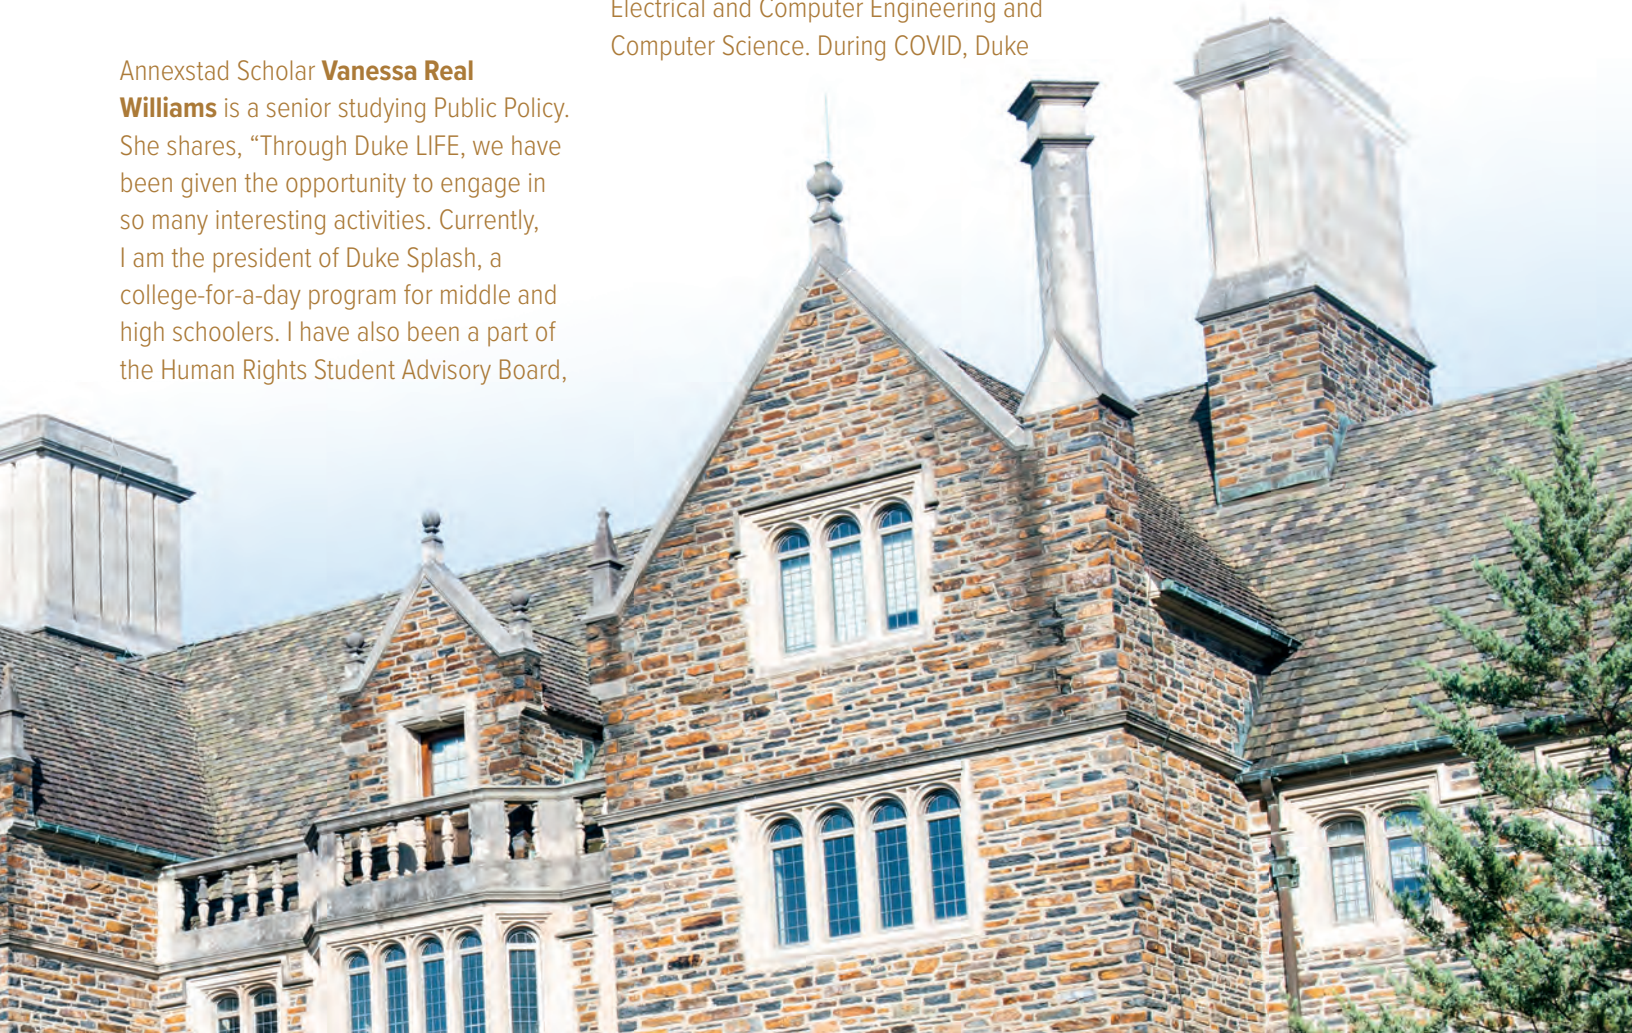 Annexstad Scholar Vanessa Real
Williams is a senior studying Public Policy.
She shares, “Through Duke LIFE, we have
been given the opportunity to engage in
so many interesting activities. Currently,
I am the president of Duke Splash, a
college-for-a-day program for middle and
high schoolers. I have also been a part of
the Human Rights Student Advisory Board,
Electrical and Computer Engineering and
Computer Science. During COVID, Duke